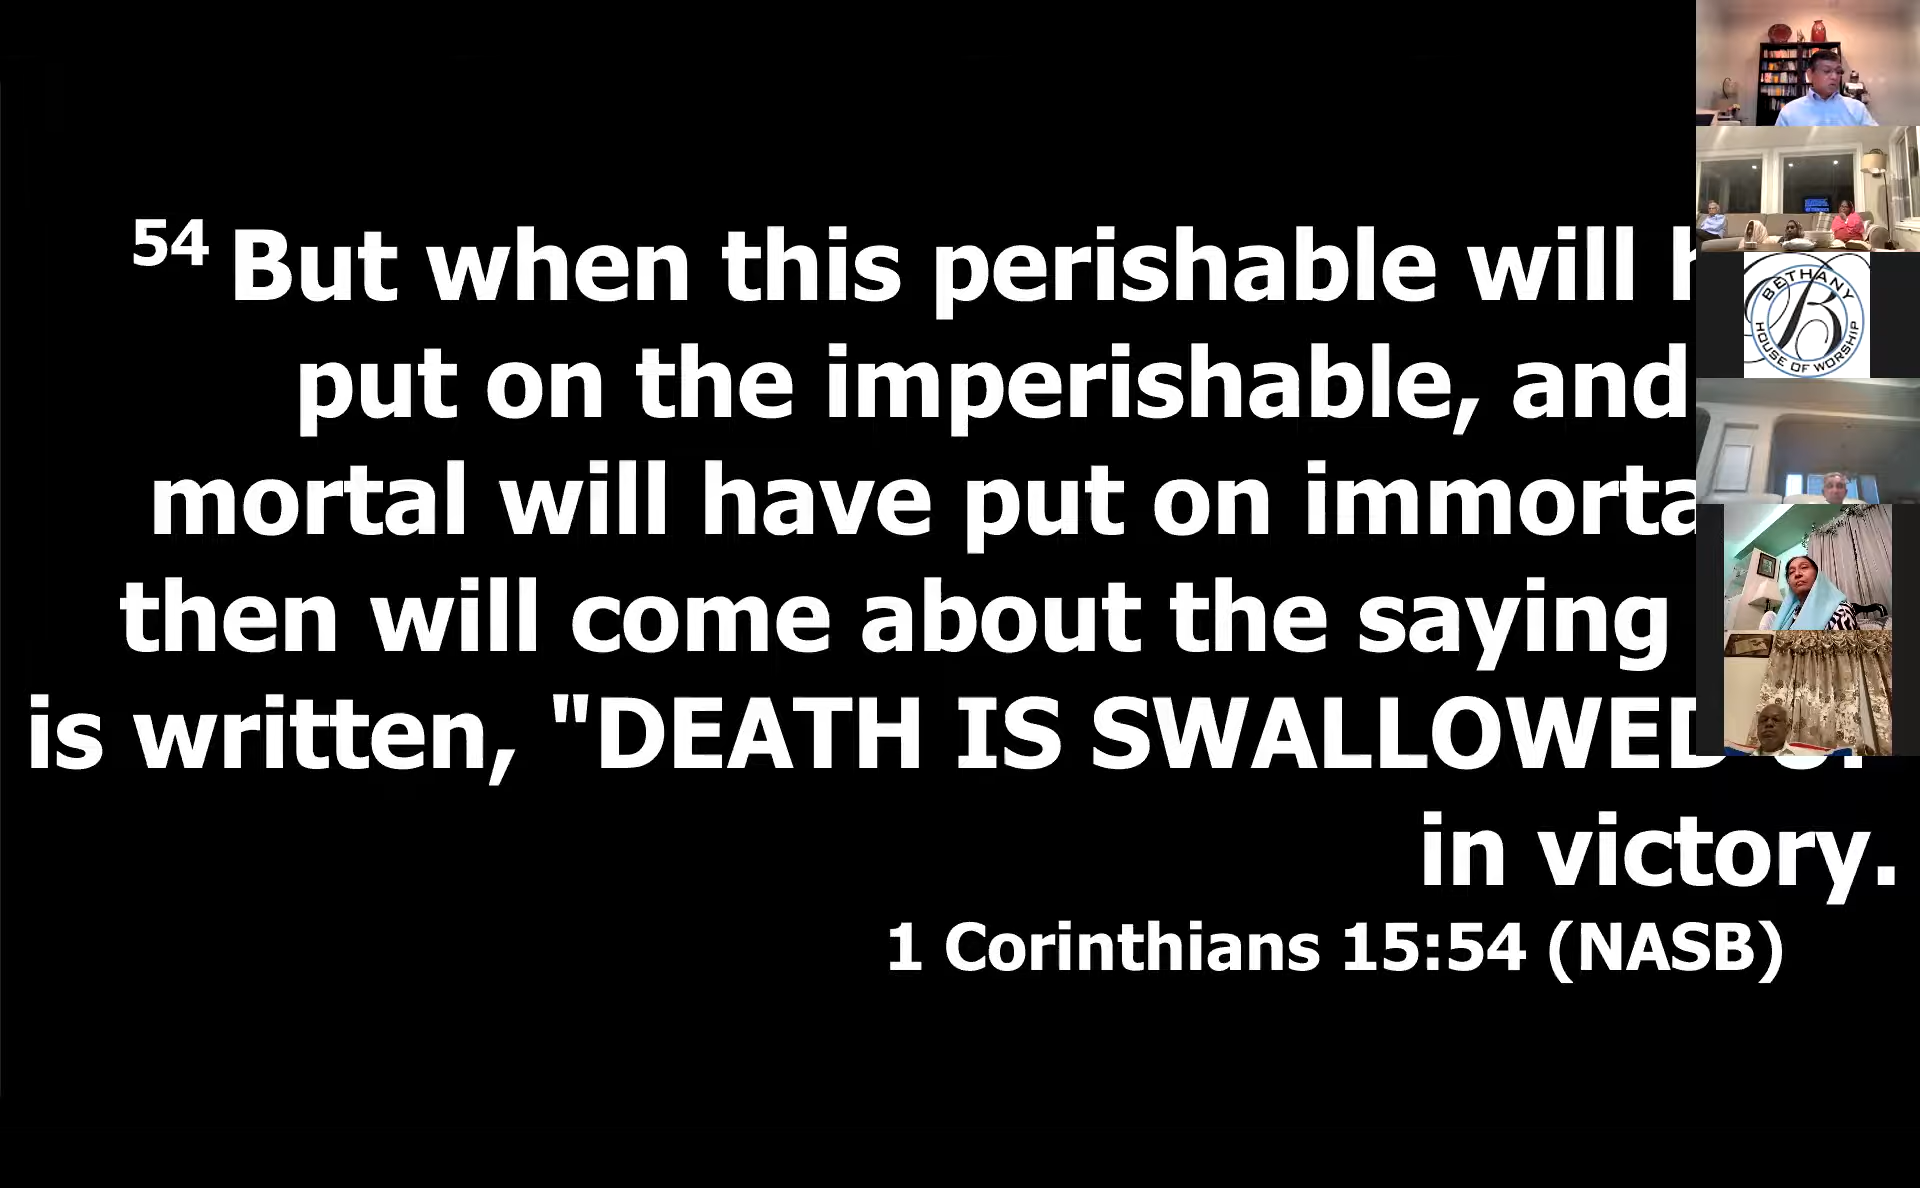 54 But when this perishable will
put on the imperishable, and
mortal will have put on immorta
then will come about the saying
is written, "DEATH IS SWALLOWED
in victory.
1 Corinthians 15:54 (NASB)
BETHANY
B
HOUSE OF WORSHIP